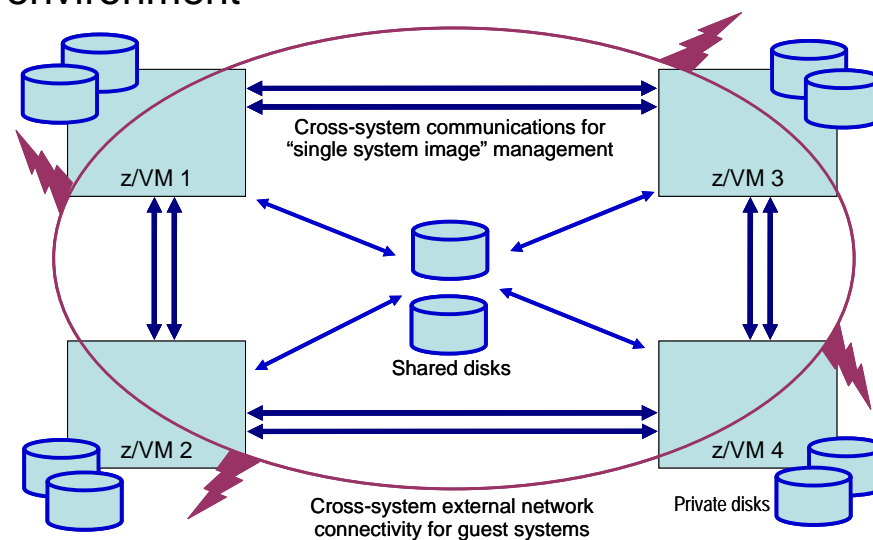 environment
Cross-system communications for
“single system image” management
z/VM 1
z/VM 3
Shared disks
z/VM 2
z/VM 4
Cross-system external network
connectivity for guest systems
Private disks